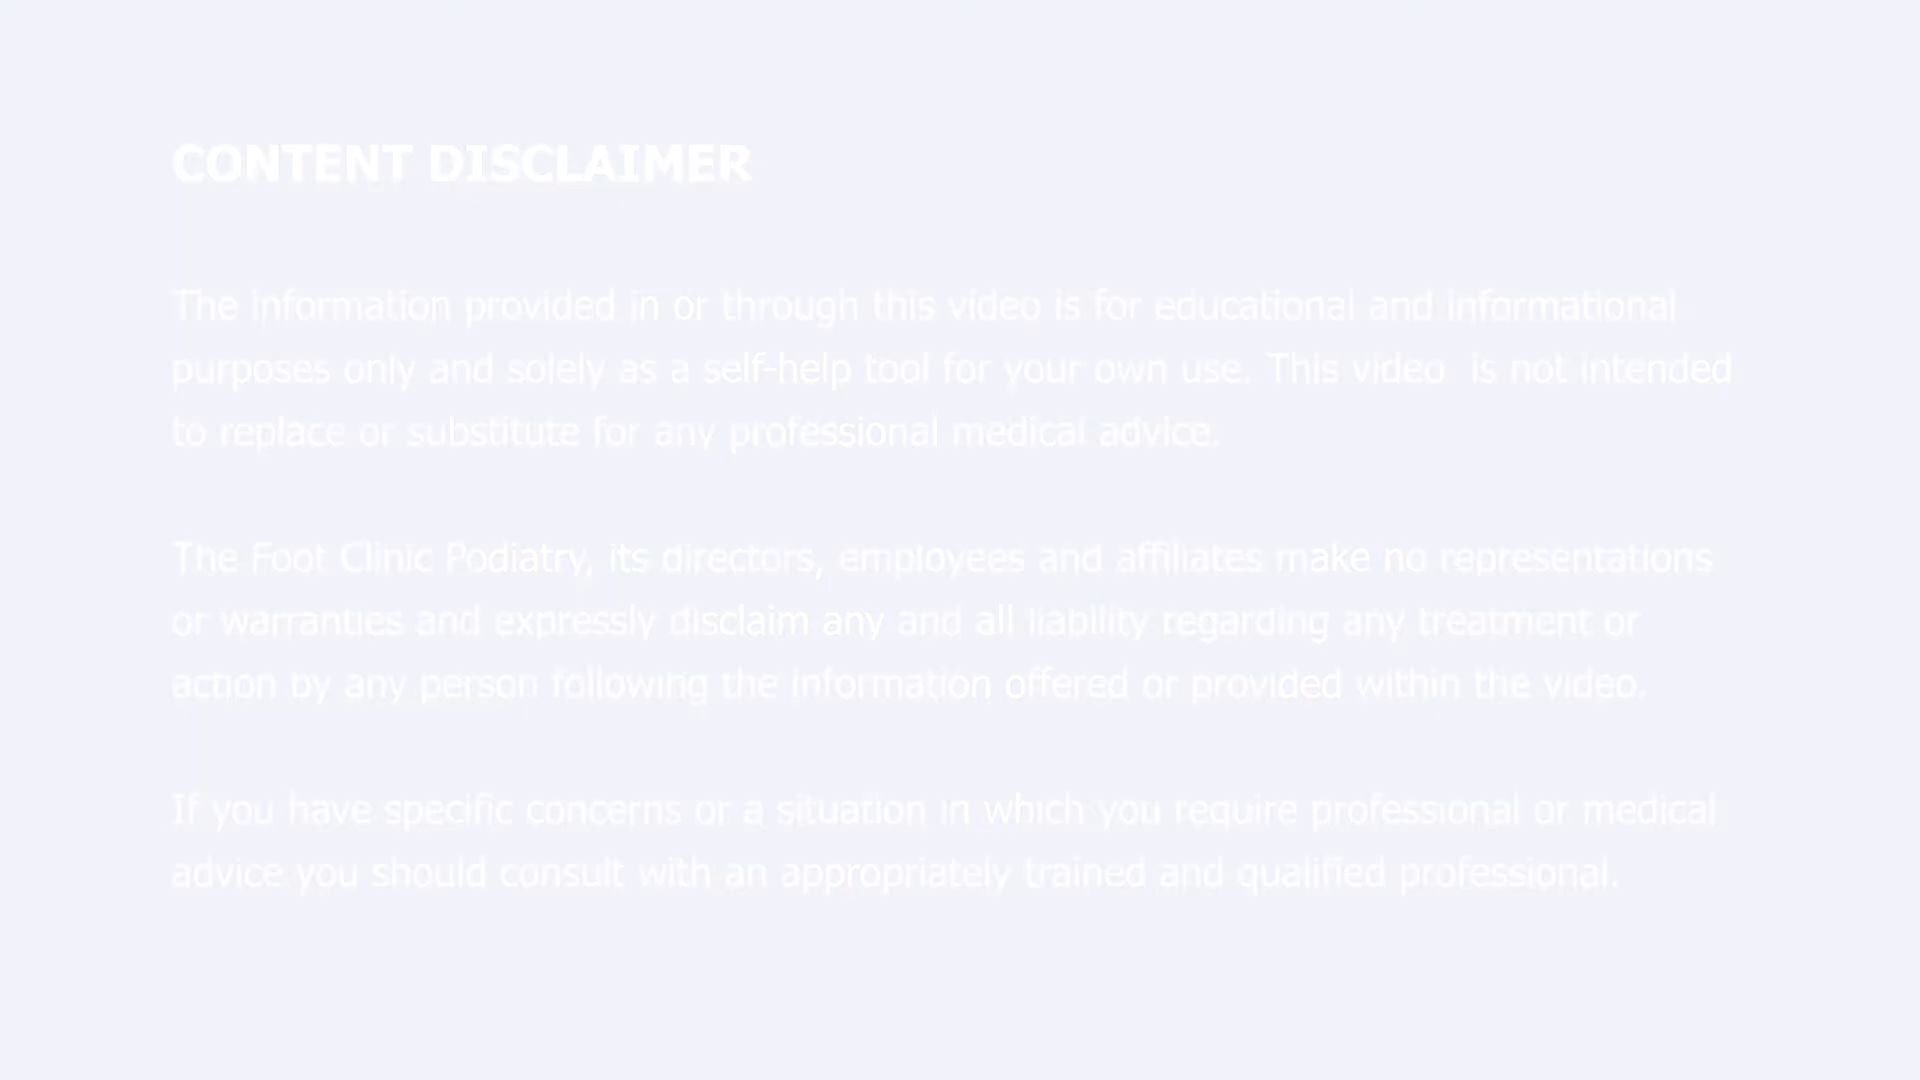 CONTENT DISCLAIMER
The information provided in or through this video is for educational and informational
purposes only and solely as a self-help tool for your own use. This video is not intended
to replace or substitute for any professional medical advice.
The Foot Clinic Podiatry, its directors, employees and affiliates make no representations
or warranties and expressly disclaim any and all liability regarding any treatment or
action by any person following the information offered or provided within the video.
If you have specific concerns or a situation in which you require professional or medical
advice you should consult with an appropriately trained and qualified professional.